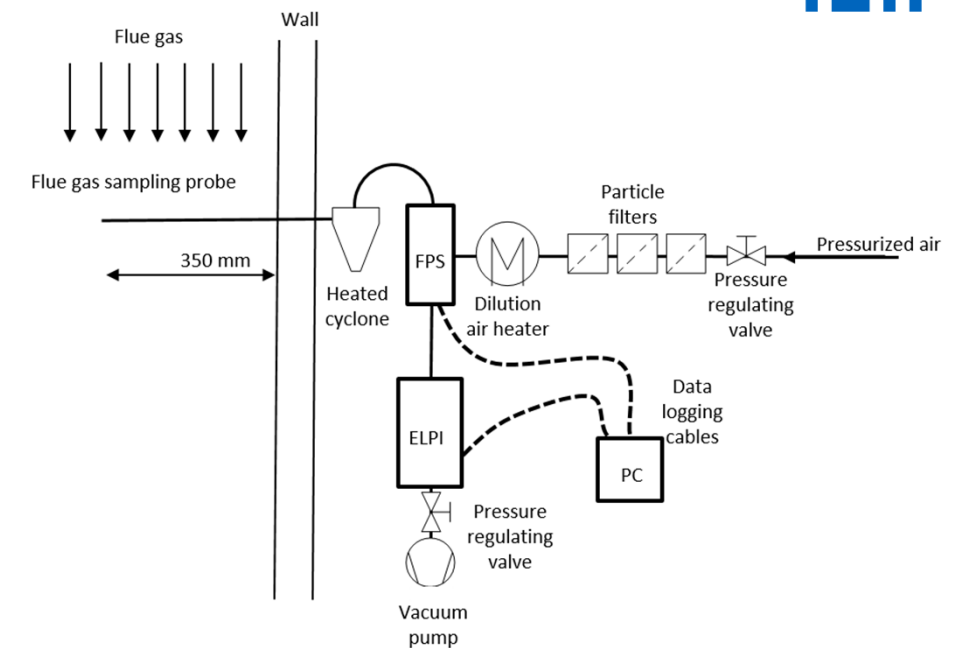 Wall
Flue gas
Flue gas sampling probe
350 mm
Heated
cyclone
FPS
Dilution
air heater
Particle
filters
Pressurized air
Pressure
regulating
valve
ELPI
Data
logging
cables
PC
Pressure
regulating
valve
Vacuum
pump